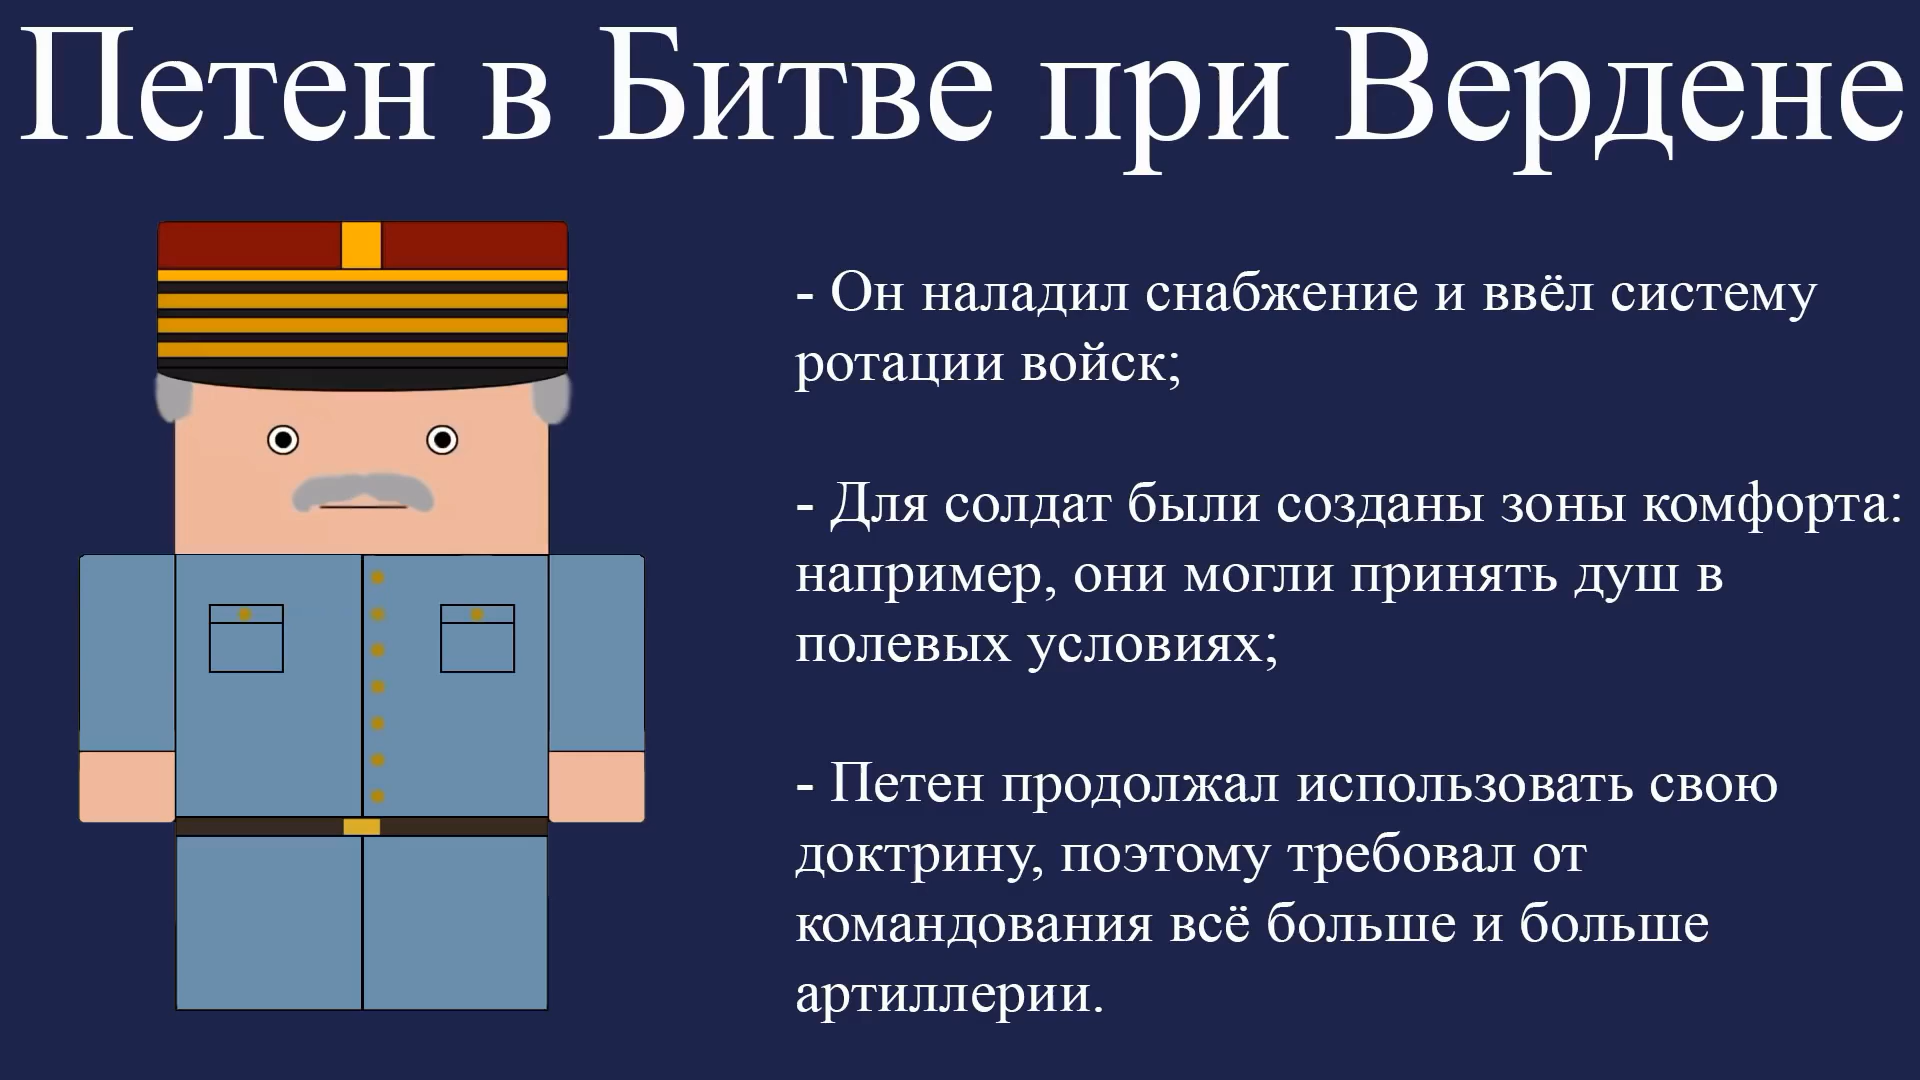 Петен в Битве при Вердене
- Он наладил снабжение и ввёл систему
ротации войск;
- Для солдат были созданы зоны комфорта:
например, они могли принять душ в
полевых условиях;
- Петен продолжал использовать свою
доктрину, поэтому требовал от
командования всё больше и больше
артиллерии.